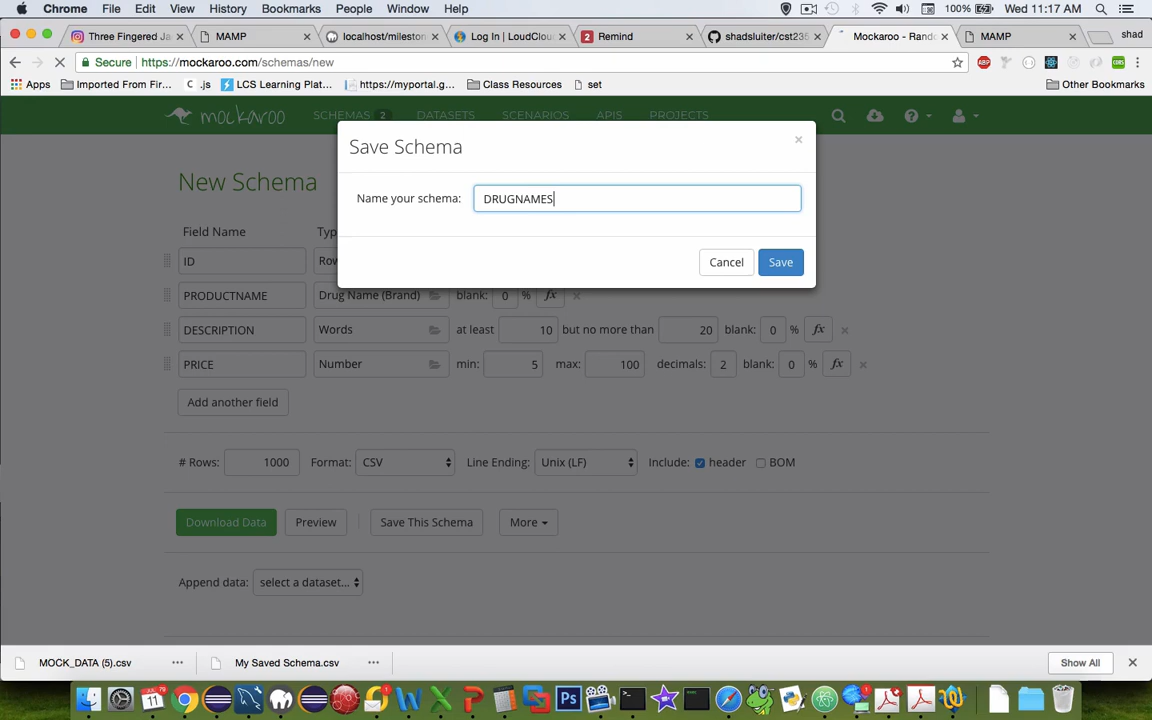 Chrome File Edit View History Bookmarks People Window Help 100% Wed 11:17 AM
Three Fingered Ja MAMP localhost/mileston Log In | LoudClou Remind shadsluiter/cst235 Mockaroo - Rand MAMP shad
Secure https://mockaroo.com/schemas/new
Apps Imported From Fir... C .js LCS Learning Plat... https://myportal.g... Class Resources set Other Bookmarks
mockaroo SCHEMAS 2 DATASETS SCENARIOS APIS PROJECTS
Save Schema ×
New Schema
Name your schema: DRUGNAMES
Field Name Typ
ID Row
Cancel Save
PRODUCTNAME Drug Name (Brand) blank: 0 % fx ×
DESCRIPTION Words at least 10 but no more than 20 blank: 0 % fx ×
PRICE Number min: 5 max: 100 decimals: 2 blank: 0 % fx ×
Add another field
# Rows: 1000 Format: CSV Line Ending: Unix (LF) Include: header BOM
Download Data Preview Save This Schema More
Append data: select a dataset...
MOCK_DATA (5).csv ... My Saved Schema.csv ... Show All ×